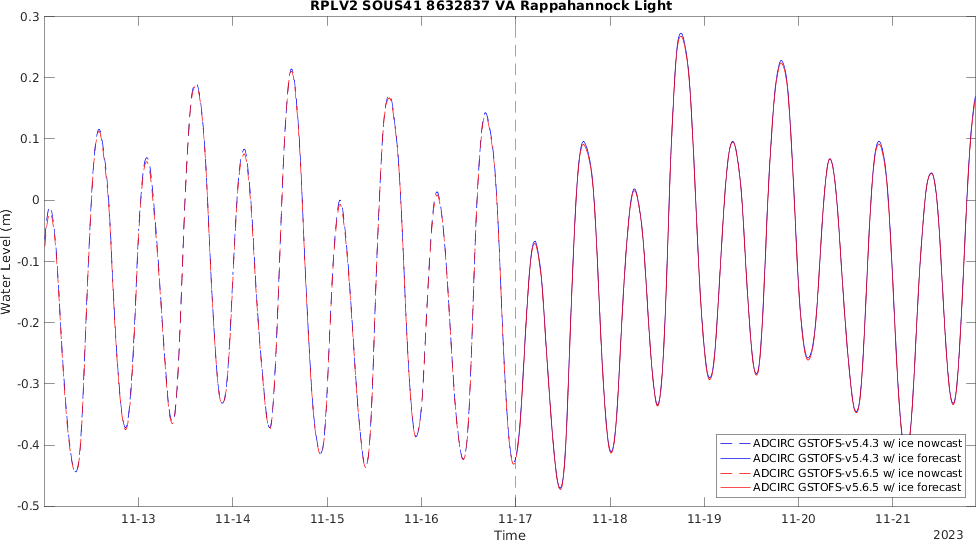 RPLV2 SOUS41 8632837 VA Rappahannock Light
0.3
0.2
0.1
0
-0.1
-0.2
-0.3
-0.4
-0.5
Water Level (m)
ADCIRC GSTOFS-v5.4.3 w/ ice nowcast
ADCIRC GSTOFS-v5.4.3 w/ ice forecast
ADCIRC GSTOFS-v5.6.5 w/ ice nowcast
ADCIRC GSTOFS-v5.6.5 w/ ice forecast
11-13 11-14 11-15 11-16 11-17 11-18 11-19 11-20 11-21
Time
2023